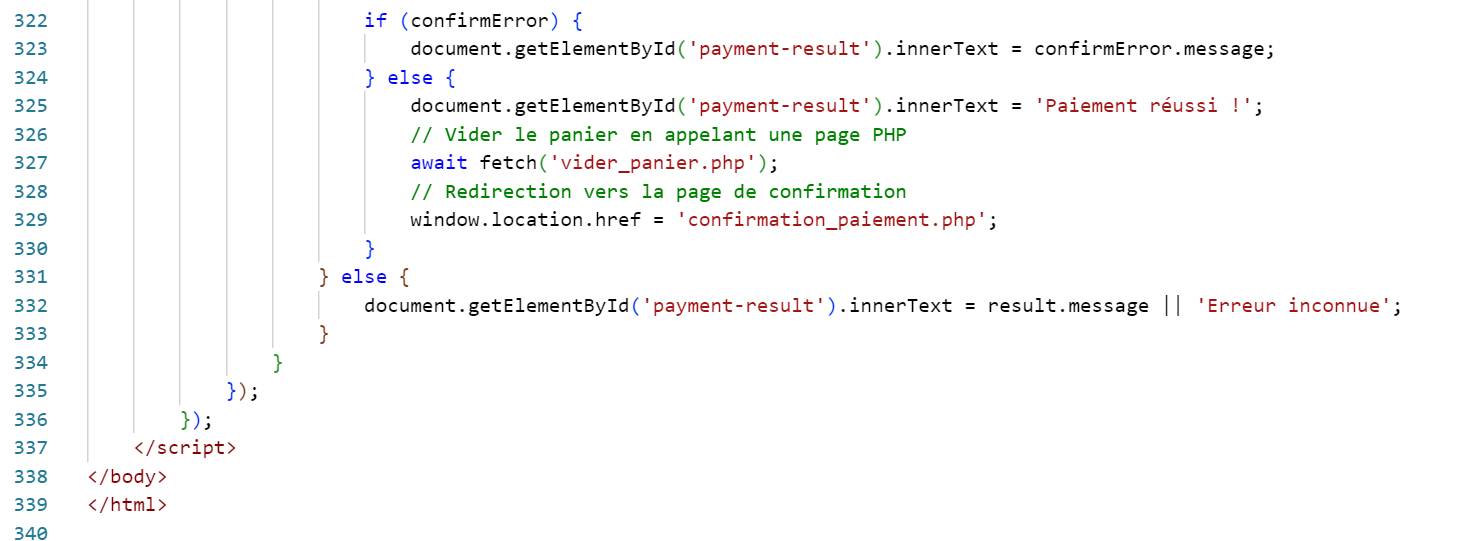 322 if (confirmError) {
323 document.getElementById('payment-result').innerText = confirmError.message;
324 } else {
325 document.getElementById('payment-result').innerText = 'Paiement réussi !';
326 // Vider le panier en appelant une page PHP
327 await fetch('vider_panier.php');
328 // Redirection vers la page de confirmation
329 window.location.href = 'confirmation_paiement.php';
330 }
331 } else {
332 document.getElementById('payment-result').innerText = result.message || 'Erreur inconnue';
333 }
334 }
335 });
336 });
337 </script>
338 </body>
339 </html>
340